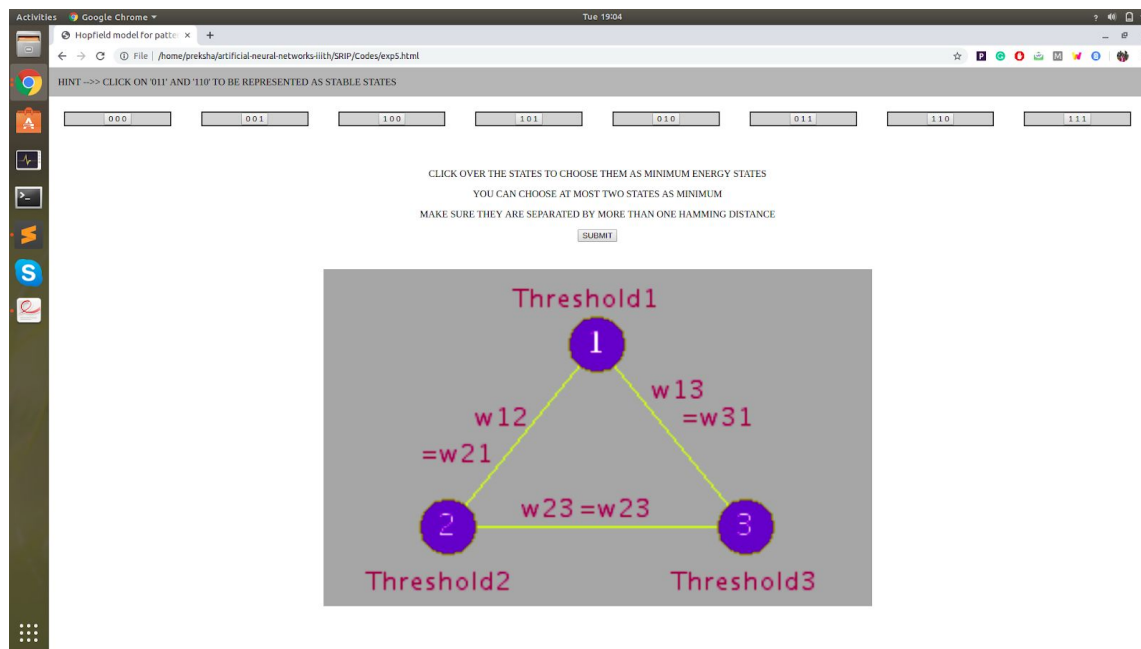 Activities Google Chrome ▾ Tue 19:04
Hopfield model for patter × +
File | /home/preksha/artificial-neural-networks-iiith/SRIP/Codes/exp5.html
HINT -->> CLICK ON '011' AND '110' TO BE REPRESENTED AS STABLE STATES
000 001 100 101 010 011 110 111
CLICK OVER THE STATES TO CHOOSE THEM AS MINIMUM ENERGY STATES
YOU CAN CHOOSE AT MOST TWO STATES AS MINIMUM
MAKE SURE THEY ARE SEPARATED BY MORE THAN ONE HAMMING DISTANCE
SUBMIT
Threshold1
1
w13
w12 =w31
=w21
w23=w23
2 3
Threshold2 Threshold3